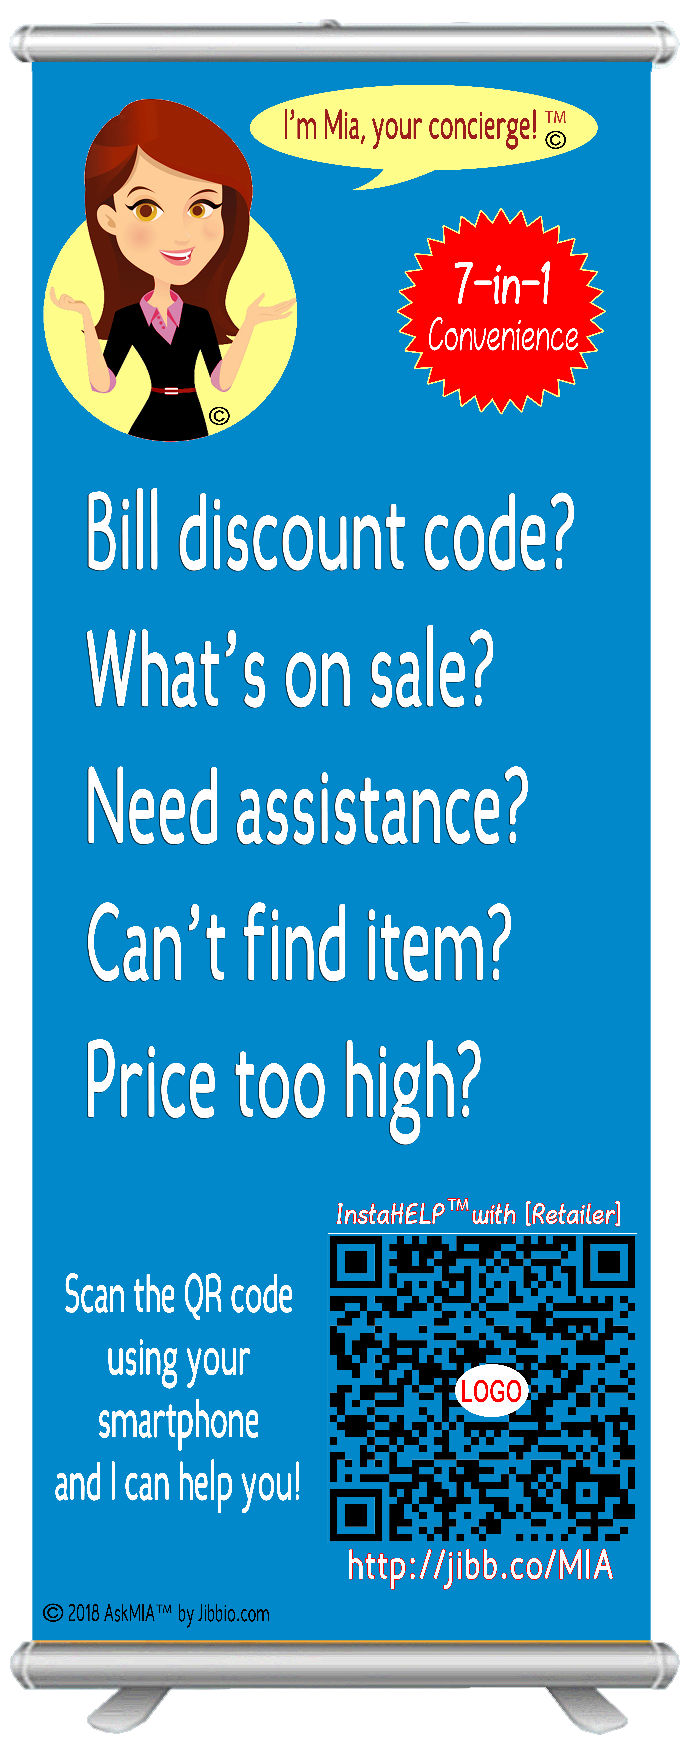 I'm Mia, your concierge! ™
©
7-in-1
Convenience
©
Bill discount code?
What's on sale?
Need assistance?
Can't find item?
Price too high?
InstaHELP™ with [Retailer]
Scan the QR code
using your
smartphone
and I can help you!
LOGO
http://jibb.co/MIA
© 2018 AskMIA™ by Jibbio.com